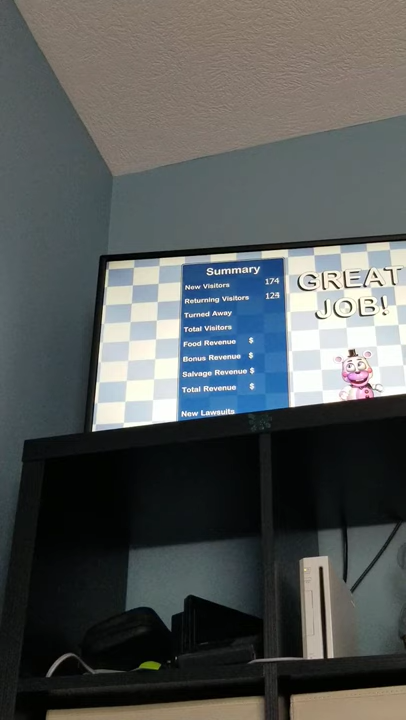 Summary
New Visitors 174
Returning Visitors 124
Turned Away
Total Visitors
Food Revenue $
Bonus Revenue $
Salvage Revenue $
Total Revenue $
New Lawsuits
GREAT
JOB!